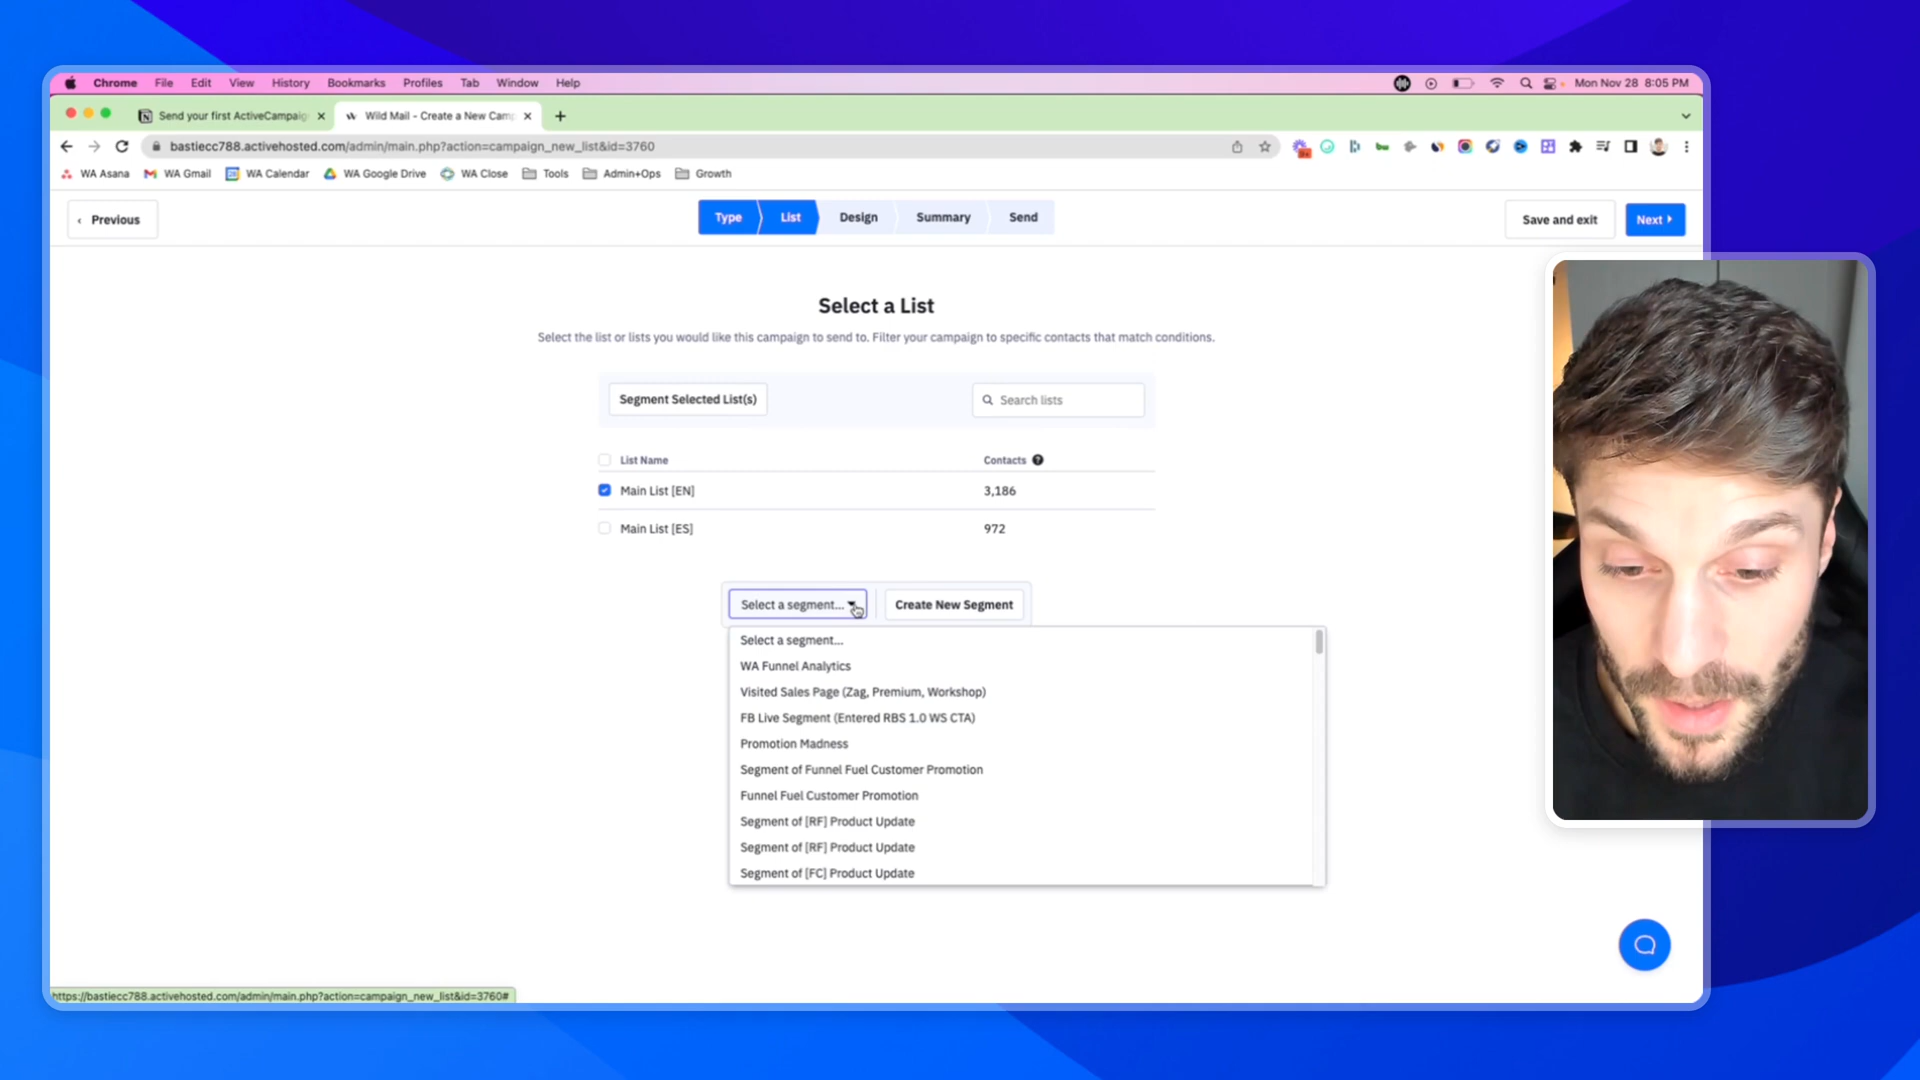 Chrome File Edit View History Bookmarks Profiles Tab Window Help Mon Nov 28 8:05 PM
Send your first ActiveCampaig Wild Mail - Create a New Camp
bastiecc788.activehosted.com/admin/main.php?action=campaign_new_list&id=3760
WA Asana WA Gmail WA Calendar WA Google Drive WA Close Tools Admin+Ops Growth
Previous Type List Design Summary Send Save and exit Next
Select a List
Select the list or lists you would like this campaign to send to. Filter your campaign to specific contacts that match conditions.
Segment Selected List(s) Search lists
List Name Contacts ?
Main List [EN] 3,186
Main List [ES] 972
Select a segment... Create New Segment
Select a segment...
WA Funnel Analytics
Visited Sales Page (Zag, Premium, Workshop)
FB Live Segment (Entered RBS 1.0 WS CTA)
Promotion Madness
Segment of Funnel Fuel Customer Promotion
Funnel Fuel Customer Promotion
Segment of [RF] Product Update
Segment of [RF] Product Update
Segment of [FC] Product Update
https://bastiecc788.activehosted.com/admin/main.php?action=campaign_new_list&id=3760#